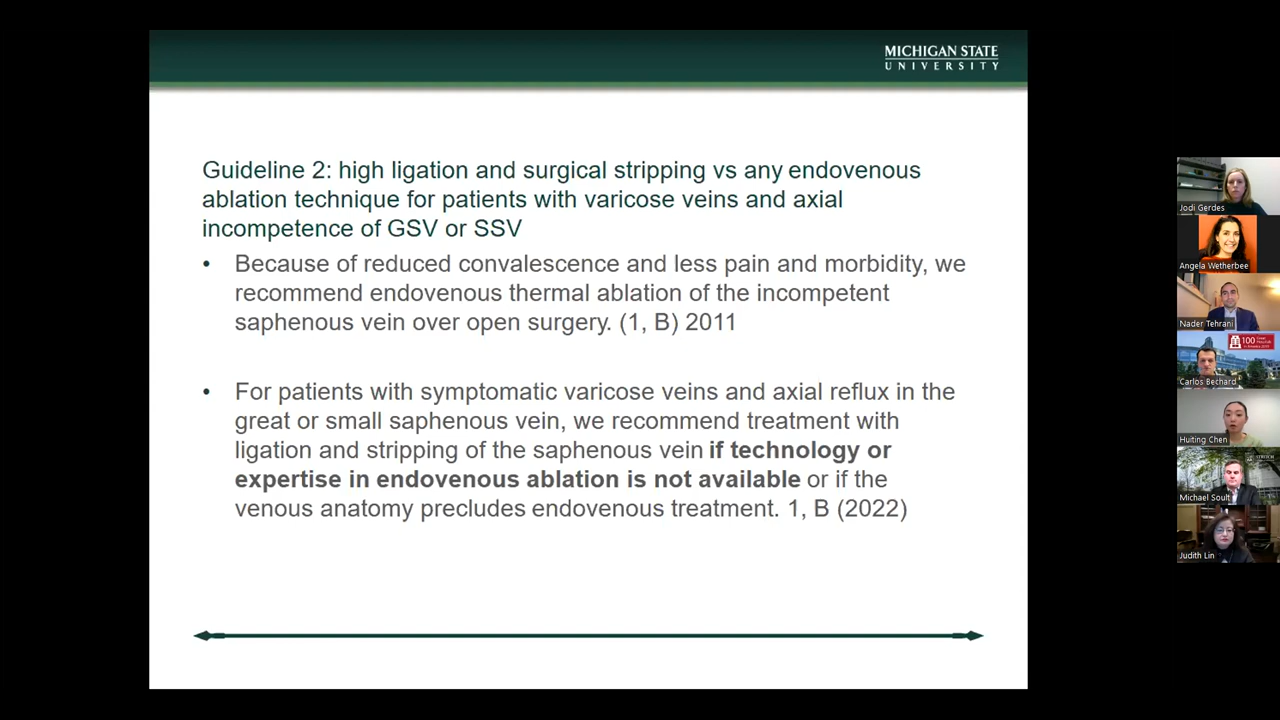 MICHIGAN STATE
UNIVERSITY
Guideline 2: high ligation and surgical stripping vs any endovenous
ablation technique for patients with varicose veins and axial
incompetence of GSV or SSV
• Because of reduced convalescence and less pain and morbidity, we
recommend endovenous thermal ablation of the incompetent
saphenous vein over open surgery. (1, B) 2011
• For patients with symptomatic varicose veins and axial reflux in the
great or small saphenous vein, we recommend treatment with
ligation and stripping of the saphenous vein if technology or
expertise in endovenous ablation is not available or if the
venous anatomy precludes endovenous treatment. 1, B (2022)
Jodi Gerdes
Angela Wetherbee
Nader Tehrani
100
Carlos Bechard
Huiting Chen
Michael Soult
Judith Lin